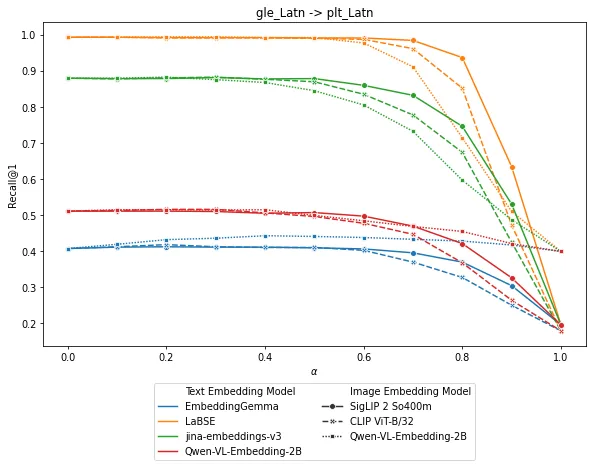 gle_Latn -> plt_Latn
Recall@1
1.0
0.9
0.8
0.7
0.6
0.5
0.4
0.3
0.2
0.0 0.2 0.4 0.6 0.8 1.0
α
Text Embedding Model
EmbeddingGemma
LaBSE
jina-embeddings-v3
Qwen-VL-Embedding-2B
Image Embedding Model
SigLIP 2 So400m
CLIP ViT-B/32
Qwen-VL-Embedding-2B